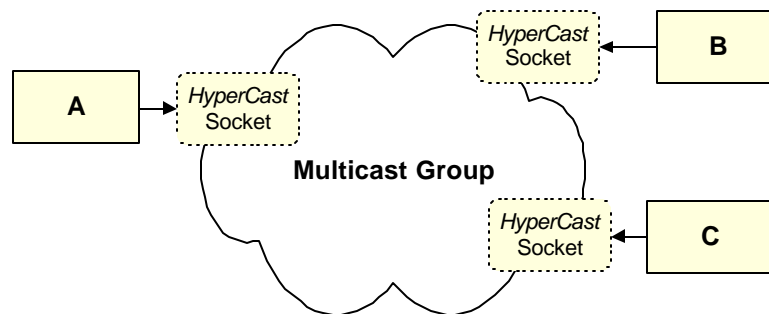 HyperCast
Socket
B
A
HyperCast
Socket
Multicast Group
HyperCast
Socket
C